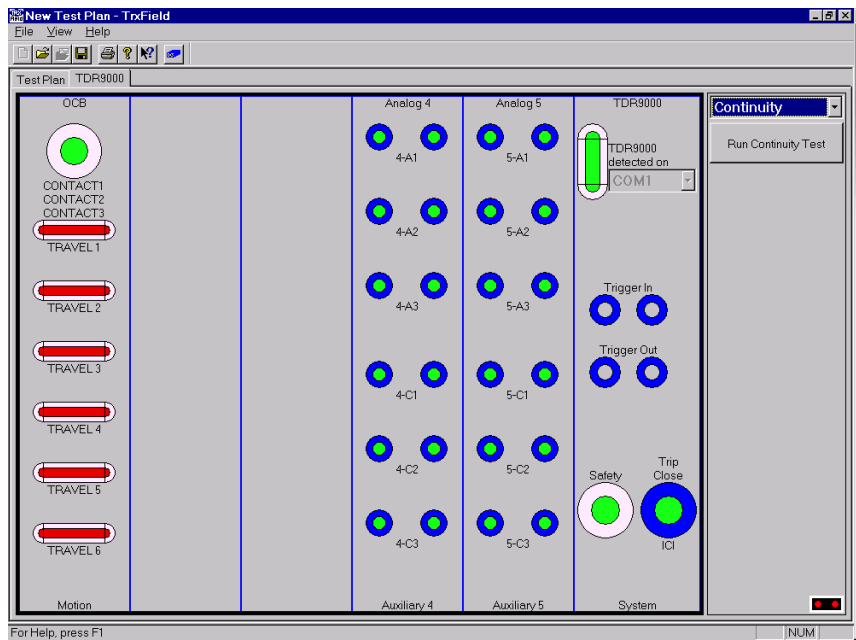 New Test Plan - TrxField
File View Help
Test Plan TDR9000
OCB Analog 4 Analog 5 TDR9000
Continuity
Run Continuity Test
CONTACT1
CONTACT2
CONTACT3
TRAVEL 1
TRAVEL 2
TRAVEL 3
TRAVEL 4
TRAVEL 5
TRAVEL 6
Motion
4-A1
4-A2
4-A3
4-C1
4-C2
4-C3
Auxiliary 4
5-A1
5-A2
5-A3
5-C1
5-C2
5-C3
Auxiliary 5
TDR9000
detected on
COM1
Trigger In
Trigger Out
Safety
Trip
Close
ICI
System
For Help, press F1
NUM